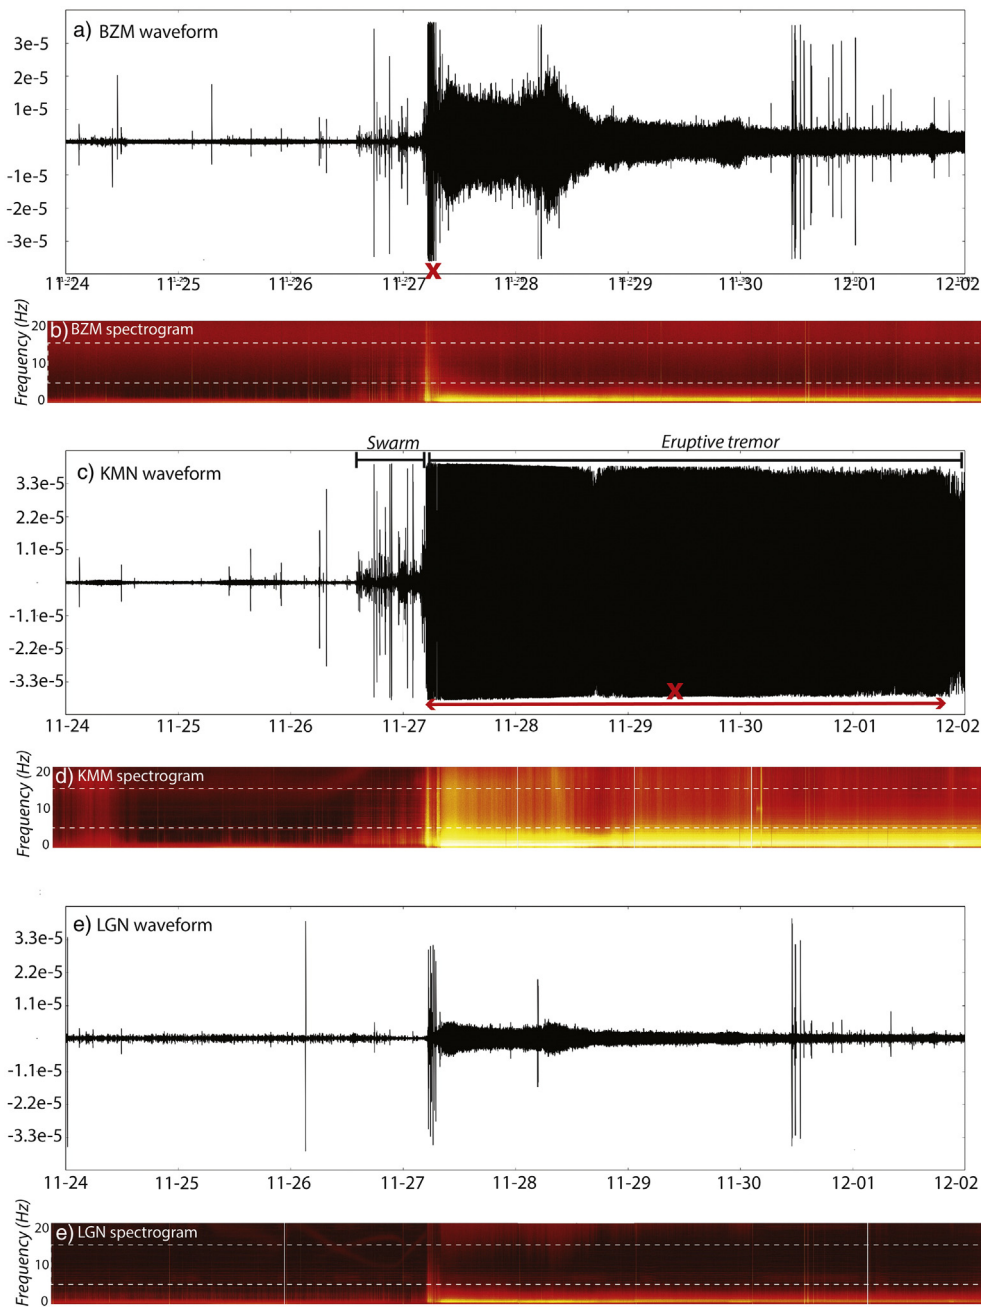 a) BZM waveform
3e-5
2e-5
1e-5
-1e-5
-2e-5
-3e-5
X
11-24 11-25 11-26 11-27 11-28 11-29 11-30 12-01 12-02
b) BZM spectrogram
Frequency (Hz)
20
10
0
Swarm
Eruptive tremor
c) KMN waveform
3.3e-5
2.2e-5
1.1e-5
-1.1e-5
-2.2e-5
-3.3e-5
X
11-24 11-25 11-26 11-27 11-28 11-29 11-30 12-01 12-02
d) KMM spectrogram
Frequency (Hz)
20
10
0
e) LGN waveform
3.3e-5
2.2e-5
1.1e-5
-1.1e-5
-2.2e-5
-3.3e-5
11-24 11-25 11-26 11-27 11-28 11-29 11-30 12-01 12-02
e) LGN spectrogram
Frequency (Hz)
20
10
0